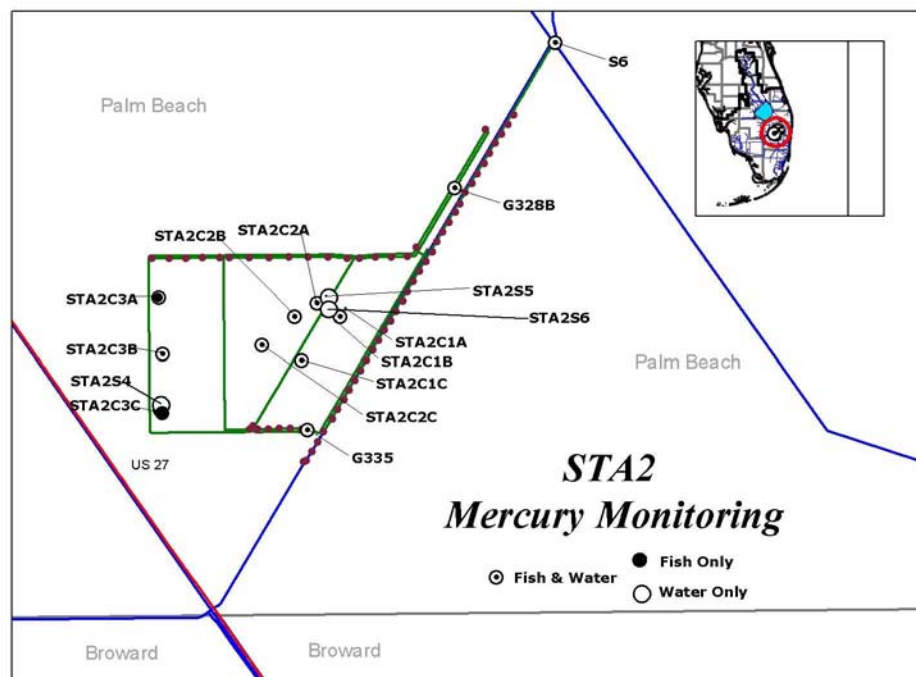 S6
Palm Beach
G328B
STA2C2A
STA2C2B
STA2S5
STA2C3A
STA2S6
STA2C1A
STA2C3B
STA2C1B
Palm Beach
STA2S4
STA2C1C
STA2C3C
STA2C2C
G335
US 27
STA2
Mercury Monitoring
Fish Only
Fish & Water
Water Only
Broward
Broward